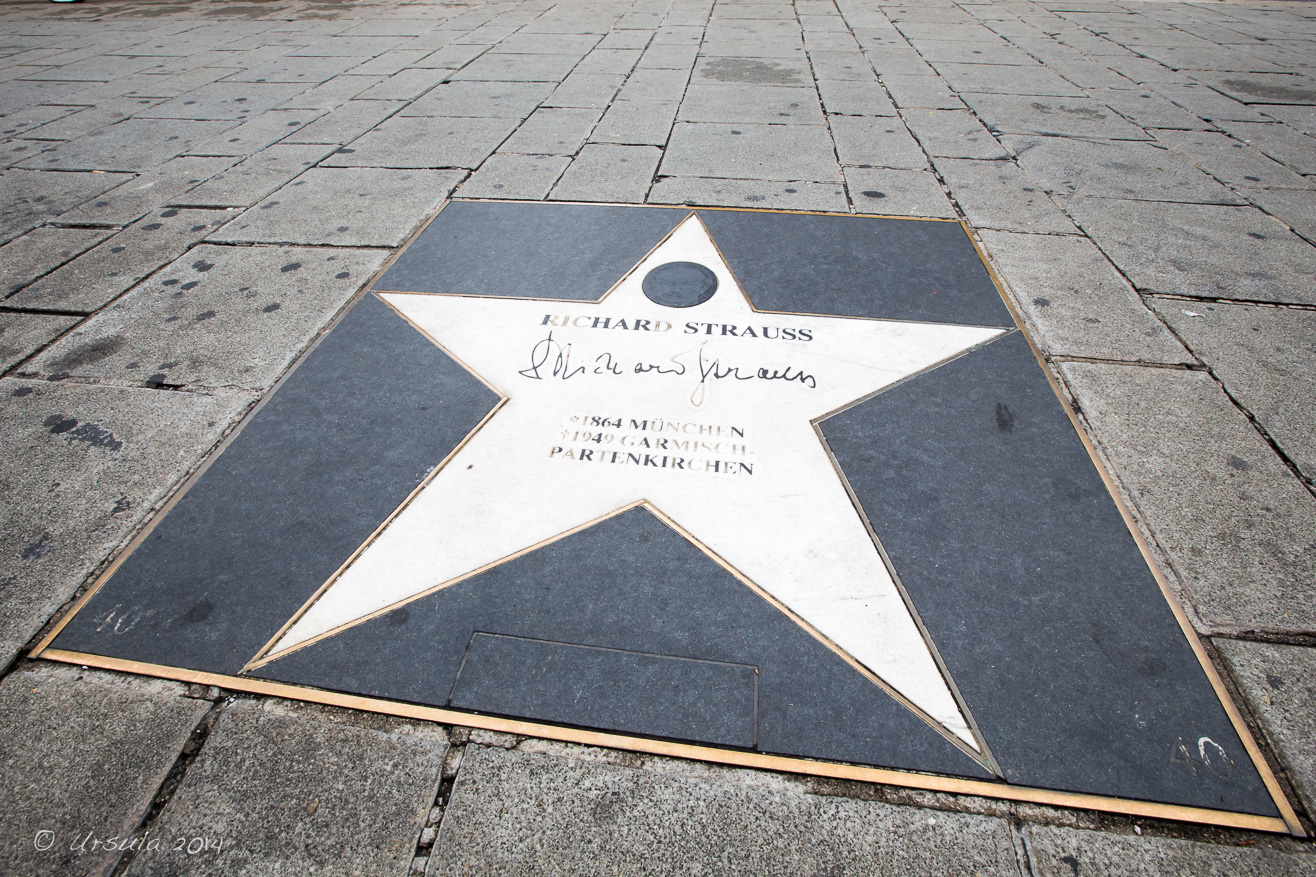 RICHARD STRAUSS
Richard Strauss
*1864 MÜNCHEN
†1949 GARMISCH-
PARTENKIRCHEN
40
40
© Ursula 2014